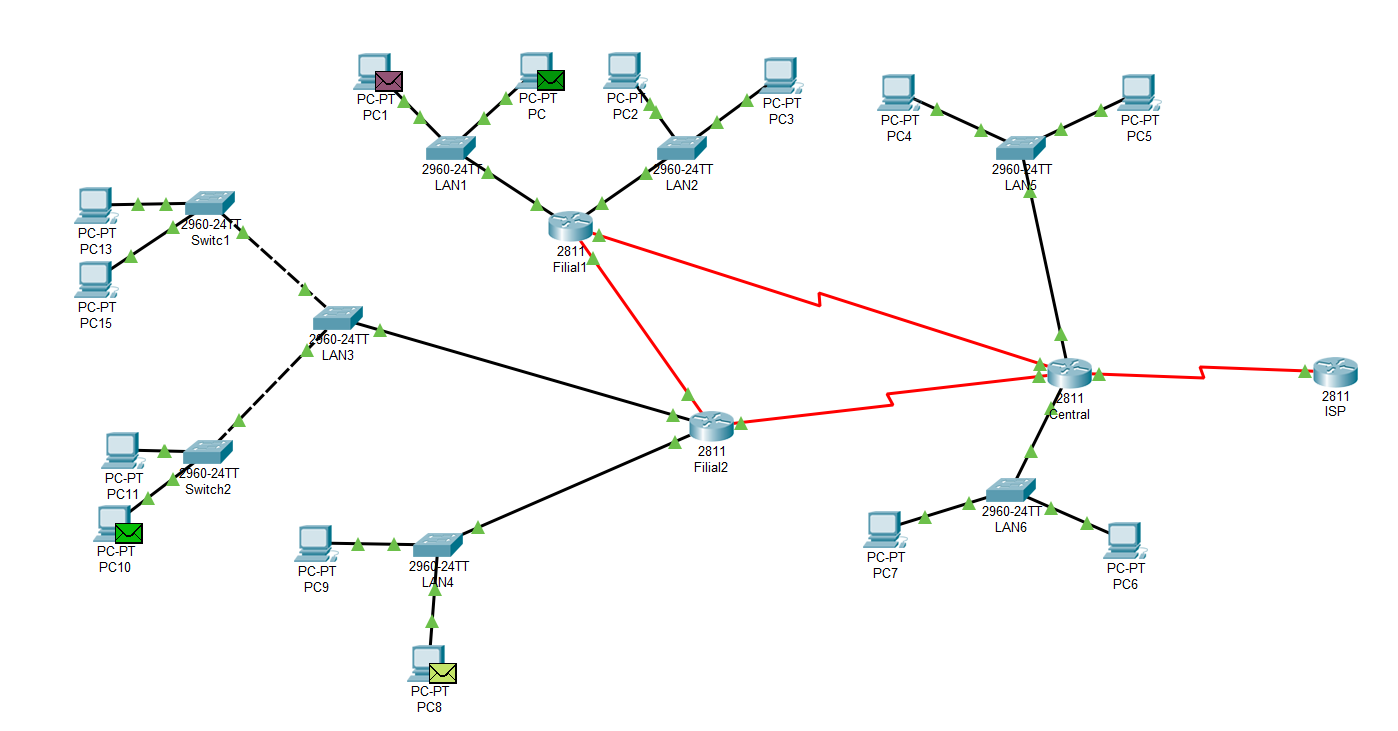 PC-PT
PC1
PC-PT
PC
PC-PT
PC2
PC-PT
PC3
PC-PT
PC4
PC-PT
PC5
2960-24TT
LAN1
2960-24TT
LAN2
2960-24TT
LAN5
PC-PT
PC13
2960-24TT
Switc1
2811
Filial1
PC-PT
PC15
2960-24TT
LAN3
2811
Central
2811
ISP
2811
Filial2
PC-PT
PC11
2960-24TT
Switch2
2960-24TT
LAN6
PC-PT
PC10
PC-PT
PC9
2960-24TT
LAN4
PC-PT
PC7
PC-PT
PC6
PC-PT
PC8